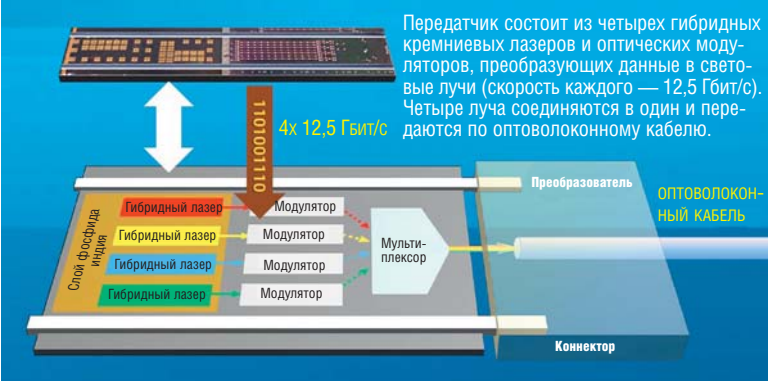 Передатчик состоит из четырех гибридных
кремниевых лазеров и оптических моду-
ляторов, преобразующих данные в свето-
вые лучи (скорость каждого — 12,5 Гбит/с).
Четыре луча соединяются в один и пере-
даются по оптоволоконному кабелю.
1101001110
4x 12,5 Гбит/с
Преобразователь
ОПТОВОЛОКОН-
НЫЙ КАБЕЛЬ
Слой фосфида
индия
Гибридный лазер
Модулятор
Гибридный лазер
Модулятор
Гибридный лазер
Модулятор
Гибридный лазер
Модулятор
Мульти-
плексор
Коннектор